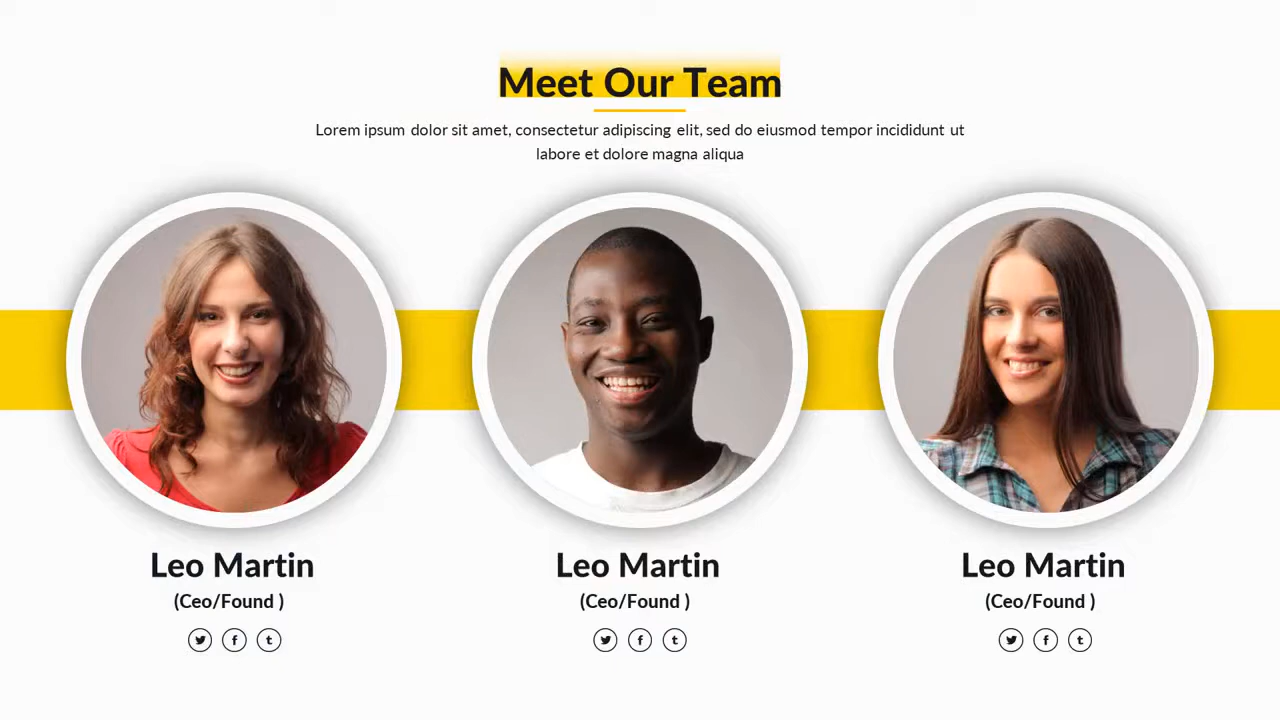 Meet Our Team
Lorem ipsum dolor sit amet, consectetur adipiscing elit, sed do eiusmod tempor incididunt ut
labore et dolore magna aliqua
Leo Martin Leo Martin Leo Martin
(Ceo/Found ) (Ceo/Found ) (Ceo/Found )